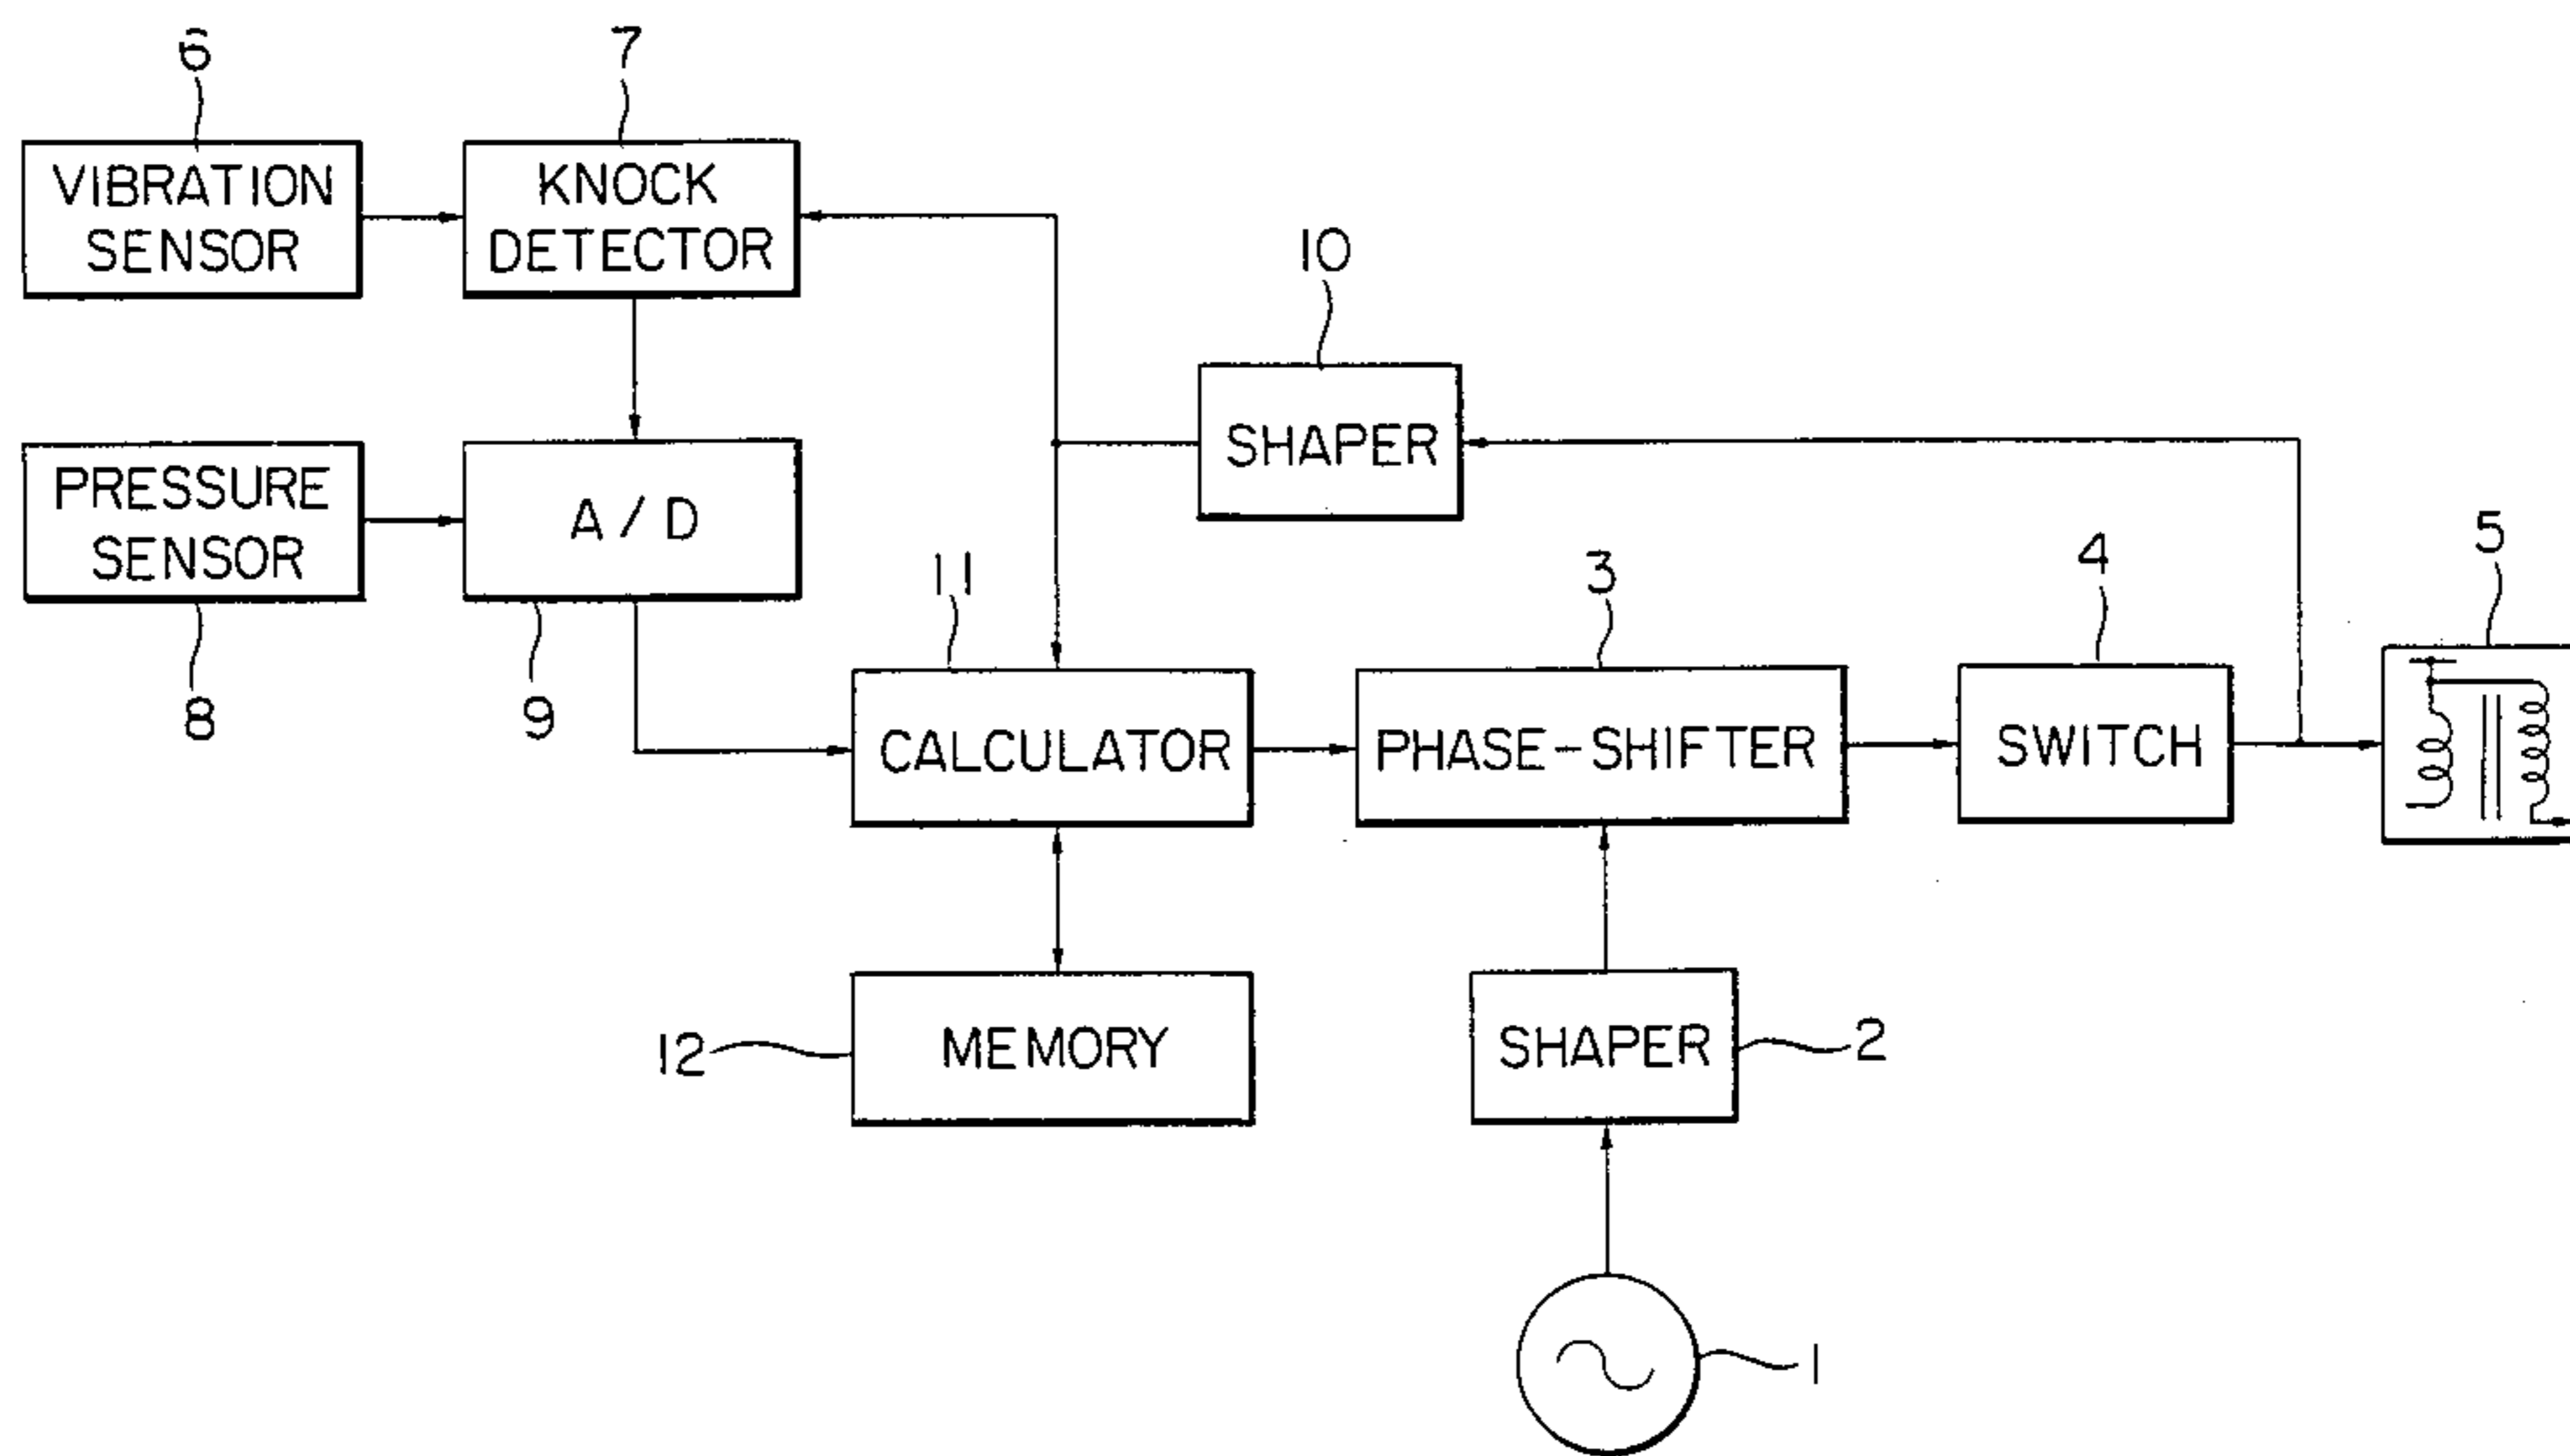 6
7
VIBRATION
SENSOR
KNOCK
DETECTOR
10
SHAPER
PRESSURE
SENSOR
A/D
8
9
11
3
4
5
CALCULATOR
PHASE-SHIFTER
SWITCH
12
MEMORY
SHAPER
2
1